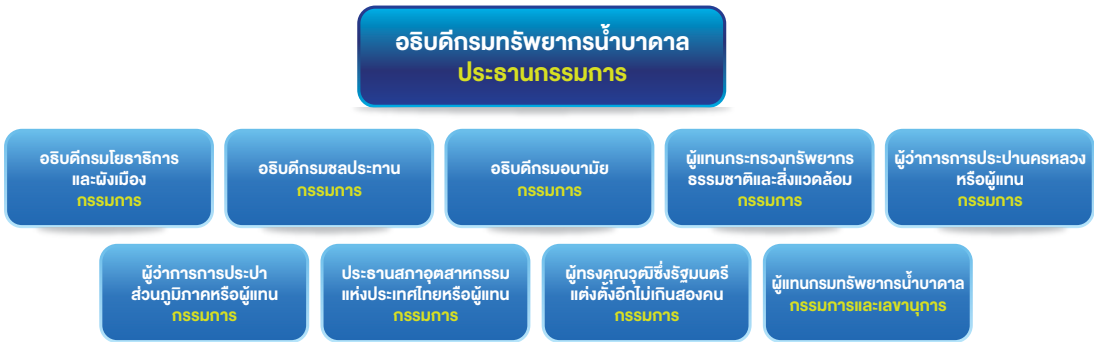 อธิบดีกรมทรัพยากรน้ำบาดาล
ประธานกรรมการ
อธิบดีกรมโยธาธิการ
และผังเมือง
กรรมการ
อธิบดีกรมชลประทาน
กรรมการ
อธิบดีกรมอนามัย
กรรมการ
ผู้แทนกระทรวงทรัพยากร
ธรรมชาติและสิ่งแวดล้อม
กรรมการ
ผู้ว่าการการประปานครหลวง
หรือผู้แทน
กรรมการ
ผู้ว่าการการประปา
ส่วนภูมิภาคหรือผู้แทน
กรรมการ
ประธานสภาอุตสาหกรรม
แห่งประเทศไทยหรือผู้แทน
กรรมการ
ผู้ทรงคุณวุฒิซึ่งรัฐมนตรี
แต่งตั้งอีกไม่เกินสองคน
กรรมการ
ผู้แทนกรมทรัพยากรน้ำบาดาล
กรรมการและเลขานุการ